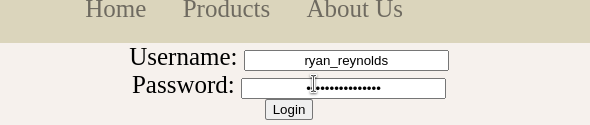 Home Products About Us
Username: ryan_reynolds
Password: •••••••••••••••
Login